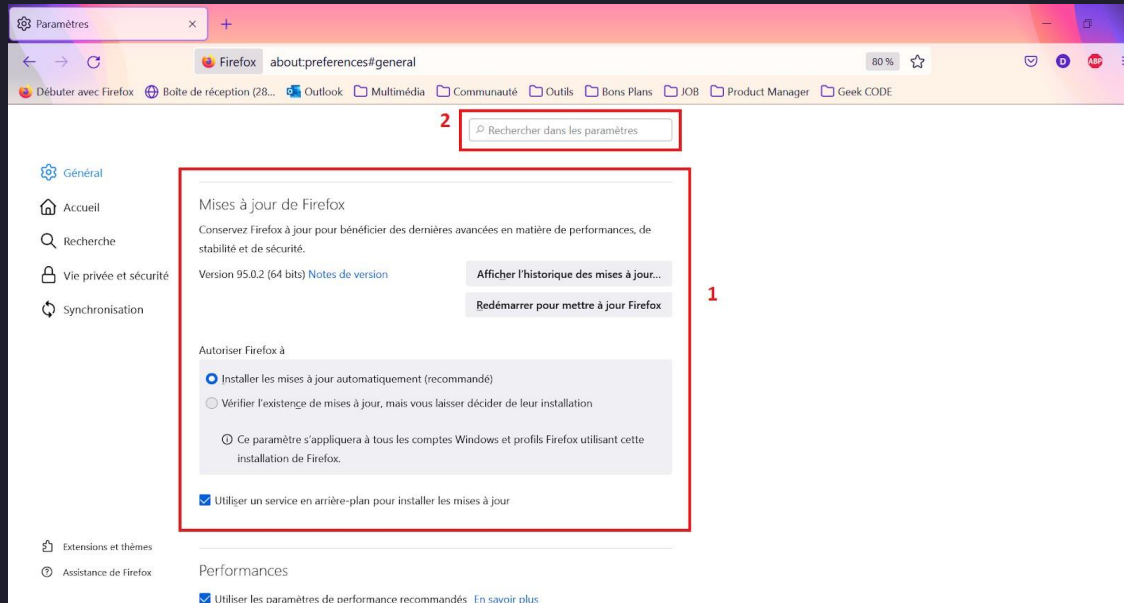 Paramètres
Firefox about:preferences#general 80 %
Débuter avec Firefox Boîte de réception (28... Outlook Multimédia Communauté Outils Bons Plans JOB Product Manager Geek CODE
D ABP
2 Rechercher dans les paramètres
Général
Accueil
Recherche
Vie privée et sécurité
Synchronisation
Extensions et thèmes
Assistance de Firefox
Mises à jour de Firefox
Conservez Firefox à jour pour bénéficier des dernières avancées en matière de performances, de
stabilité et de sécurité.
Version 95.0.2 (64 bits) Notes de version
Afficher l'historique des mises à jour...
Redémarrer pour mettre à jour Firefox
1
Autoriser Firefox à
Installer les mises à jour automatiquement (recommandé)
Vérifier l'existence de mises à jour, mais vous laisser décider de leur installation
Ce paramètre s'appliquera à tous les comptes Windows et profils Firefox utilisant cette
installation de Firefox.
Utiliser un service en arrière-plan pour installer les mises à jour
Performances
Utiliser les paramètres de performance recommandés En savoir plus